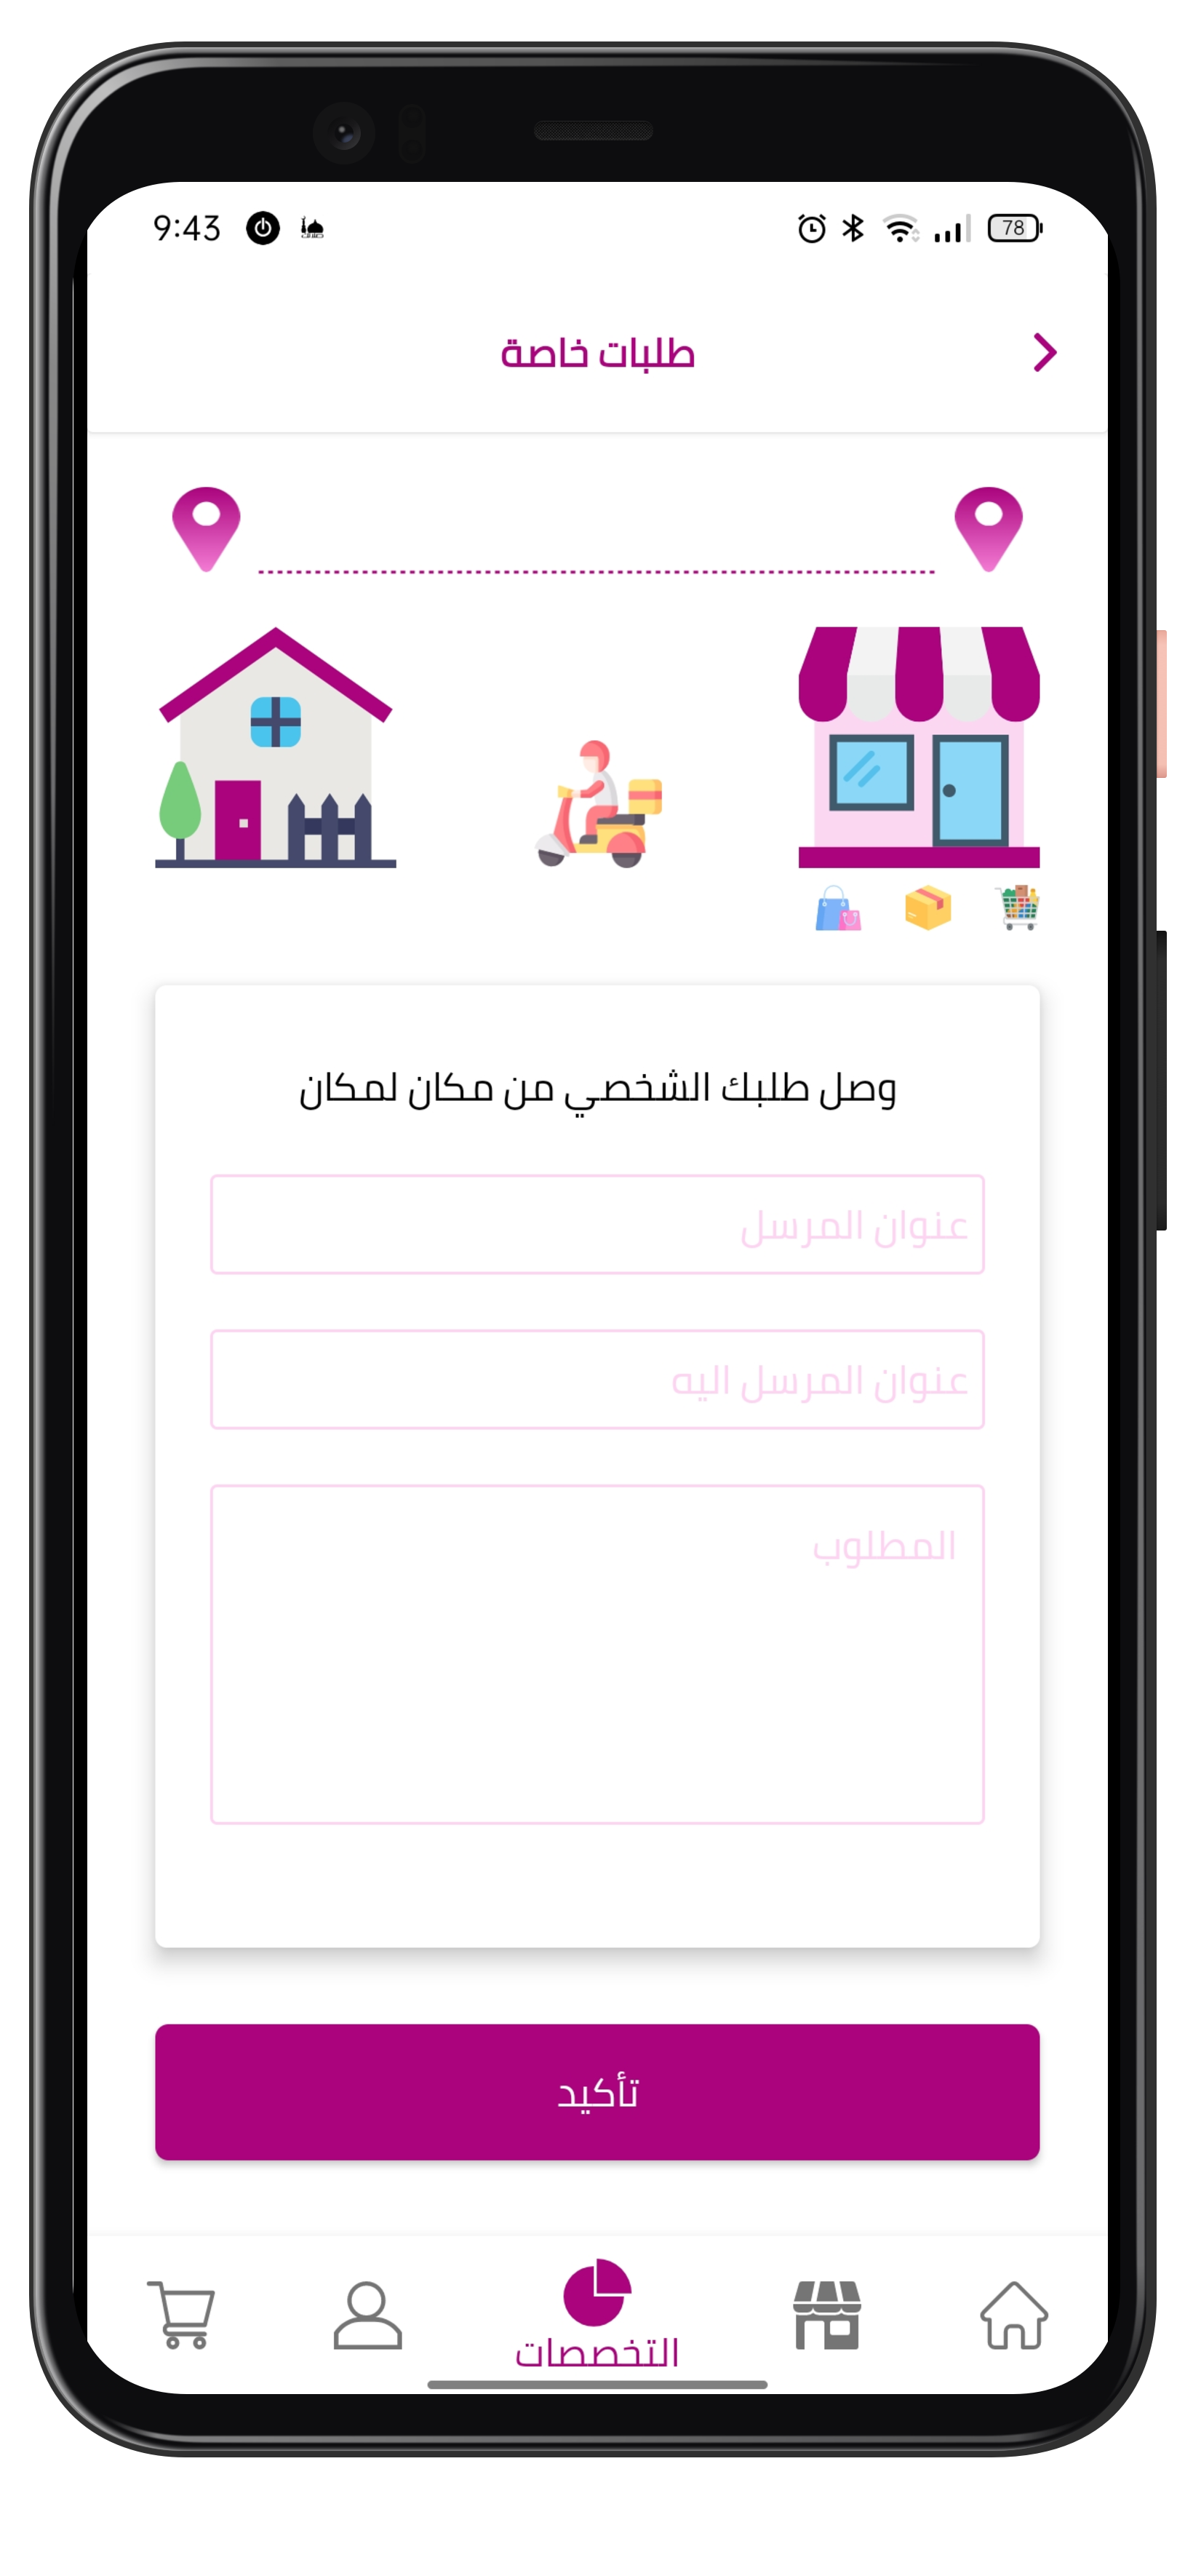 9:43
78
طلبات خاصة
وصل طلبك الشخصي من مكان لمكان
عنوان المرسل
عنوان المرسل اليه
المطلوب
تأكيد
التخصصات